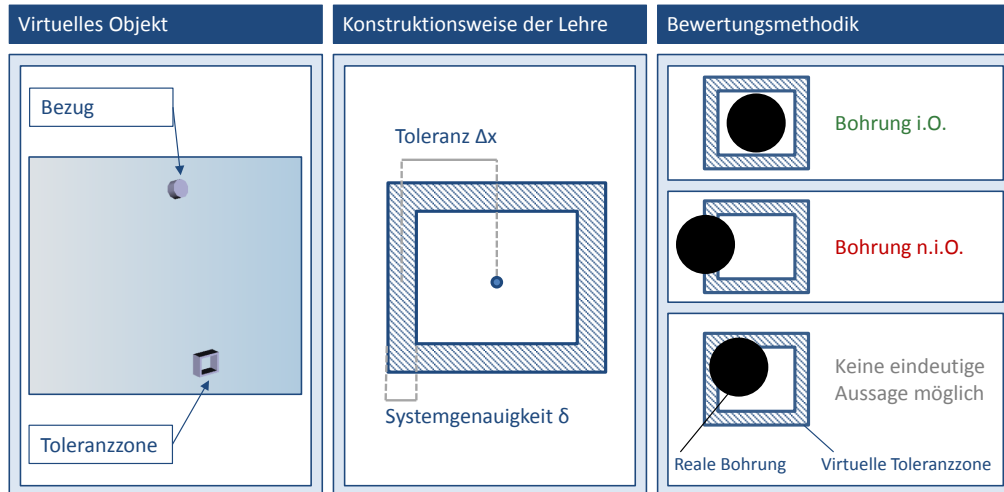 Virtuelles Objekt
Bezug
Toleranzzone
Konstruktionsweise der Lehre
Toleranz Δx
Systemgenauigkeit δ
Bewertungsmethodik
Bohrung i.O.
Bohrung n.i.O.
Keine eindeutige
Aussage möglich
Reale Bohrung
Virtuelle Toleranzzone